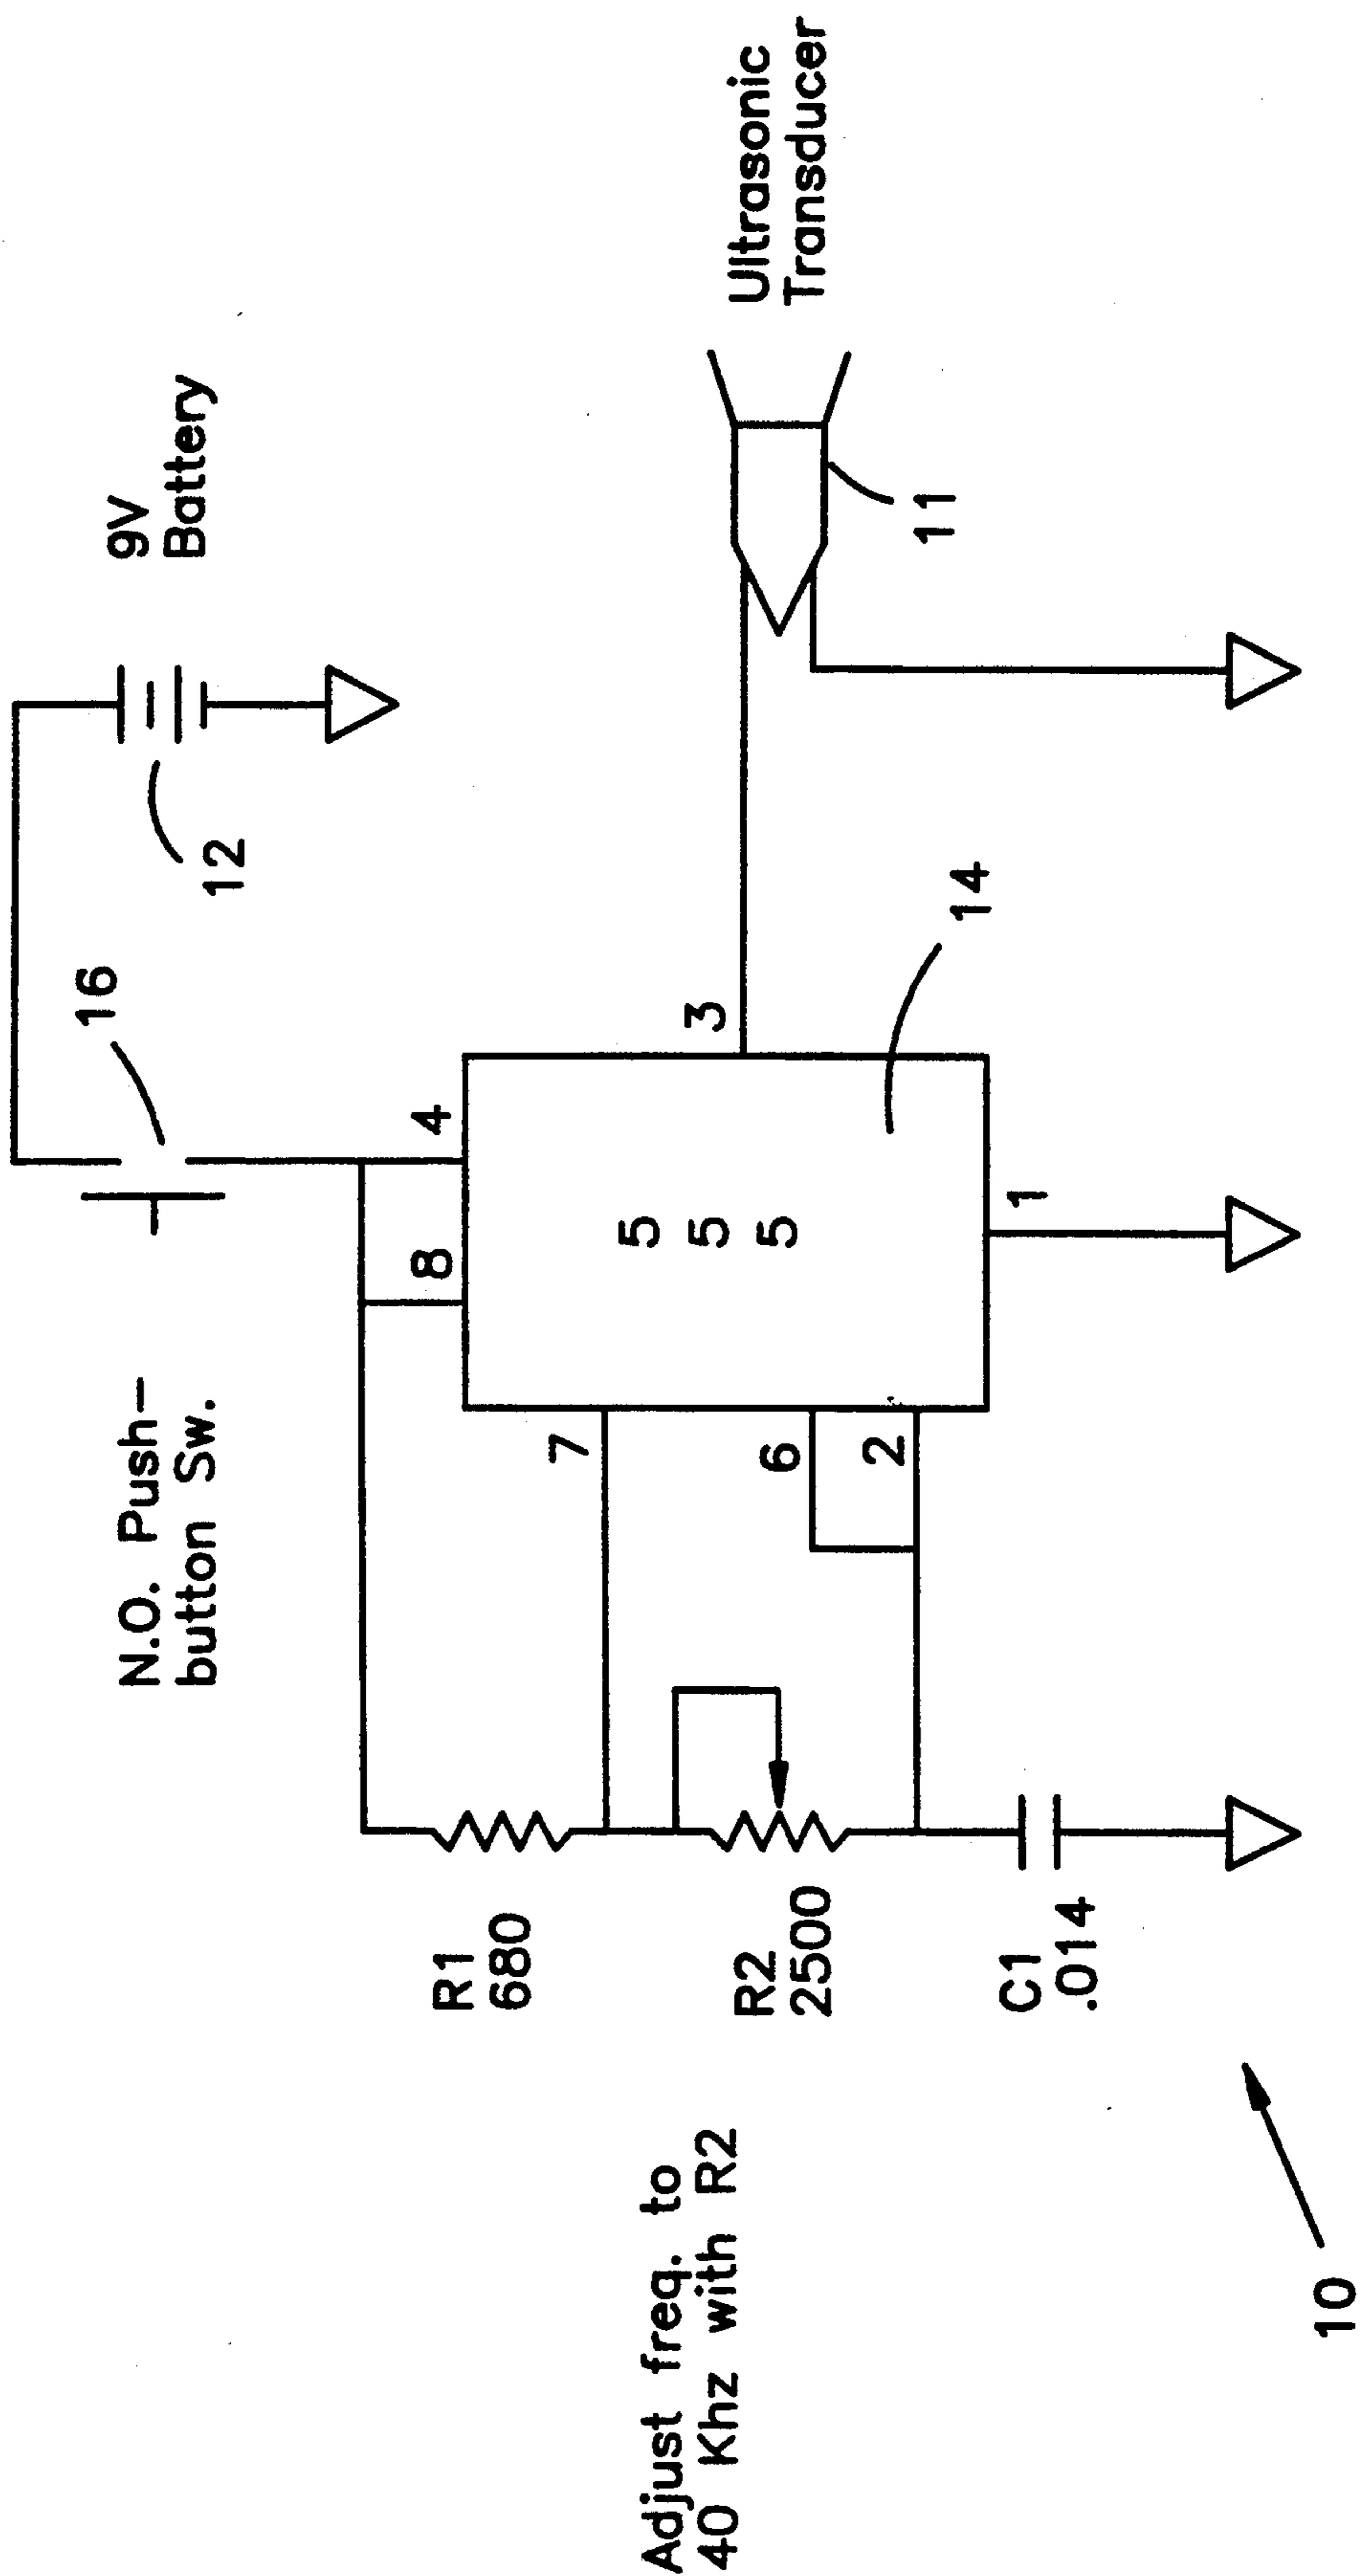 N.O. Push-
button Sw.
16
12
9V
Battery
R1
680
R2
2500
C1
.014
7
6
2
8
4
3
1
5 5 5
14
11
Ultrasonic
Transducer
Adjust freq. to
40 Khz with R2
10